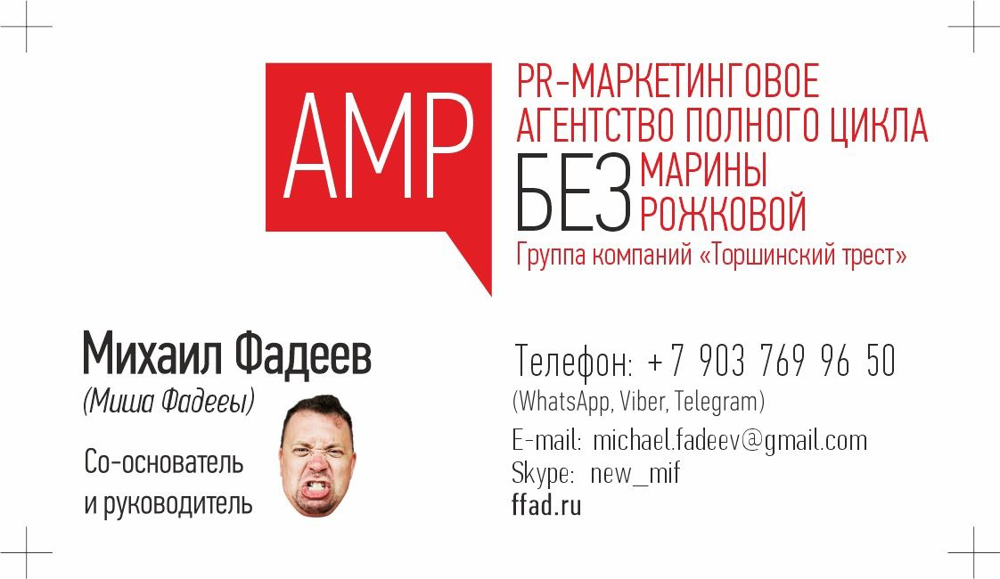 АМР
PR-МАРКЕТИНГОВОЕ
АГЕНТСТВО ПОЛНОГО ЦИКЛА
БЕЗ МАРИНЫ
РОЖКОВОЙ
Группа компаний «Торшинский трест»
Михаил Фадеев
(Миша Фадееы)
Со-основатель
и руководитель
Телефон: +7 903 769 96 50
(WhatsApp, Viber, Telegram)
E-mail: michael.fadeev@gmail.com
Skype: new_mif
ffad.ru